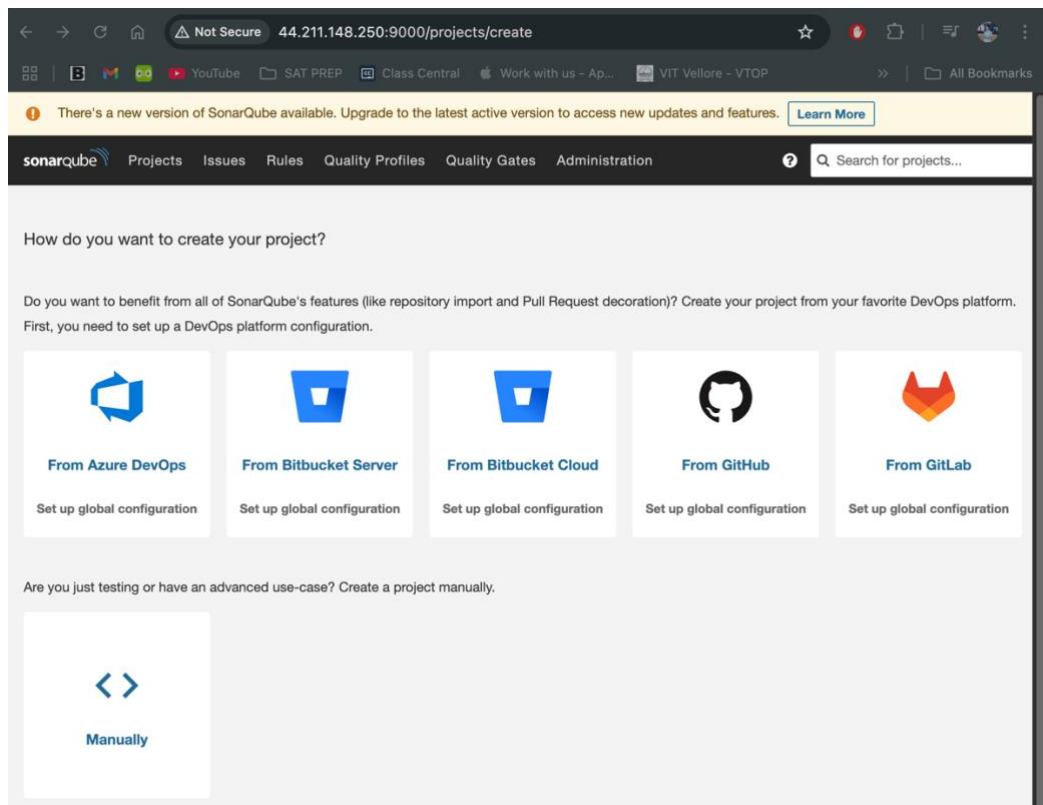 Not Secure 44.211.148.250:9000/projects/create
B YouTube SAT PREP Class Central Work with us - Ap... VIT Vellore - VTOP » All Bookmarks
There's a new version of SonarQube available. Upgrade to the latest active version to access new updates and features. Learn More
sonarqube Projects Issues Rules Quality Profiles Quality Gates Administration ? Search for projects...
How do you want to create your project?
Do you want to benefit from all of SonarQube's features (like repository import and Pull Request decoration)? Create your project from your favorite DevOps platform.
First, you need to set up a DevOps platform configuration.
From Azure DevOps From Bitbucket Server From Bitbucket Cloud From GitHub From GitLab
Set up global configuration Set up global configuration Set up global configuration Set up global configuration Set up global configuration
Are you just testing or have an advanced use-case? Create a project manually.
Manually